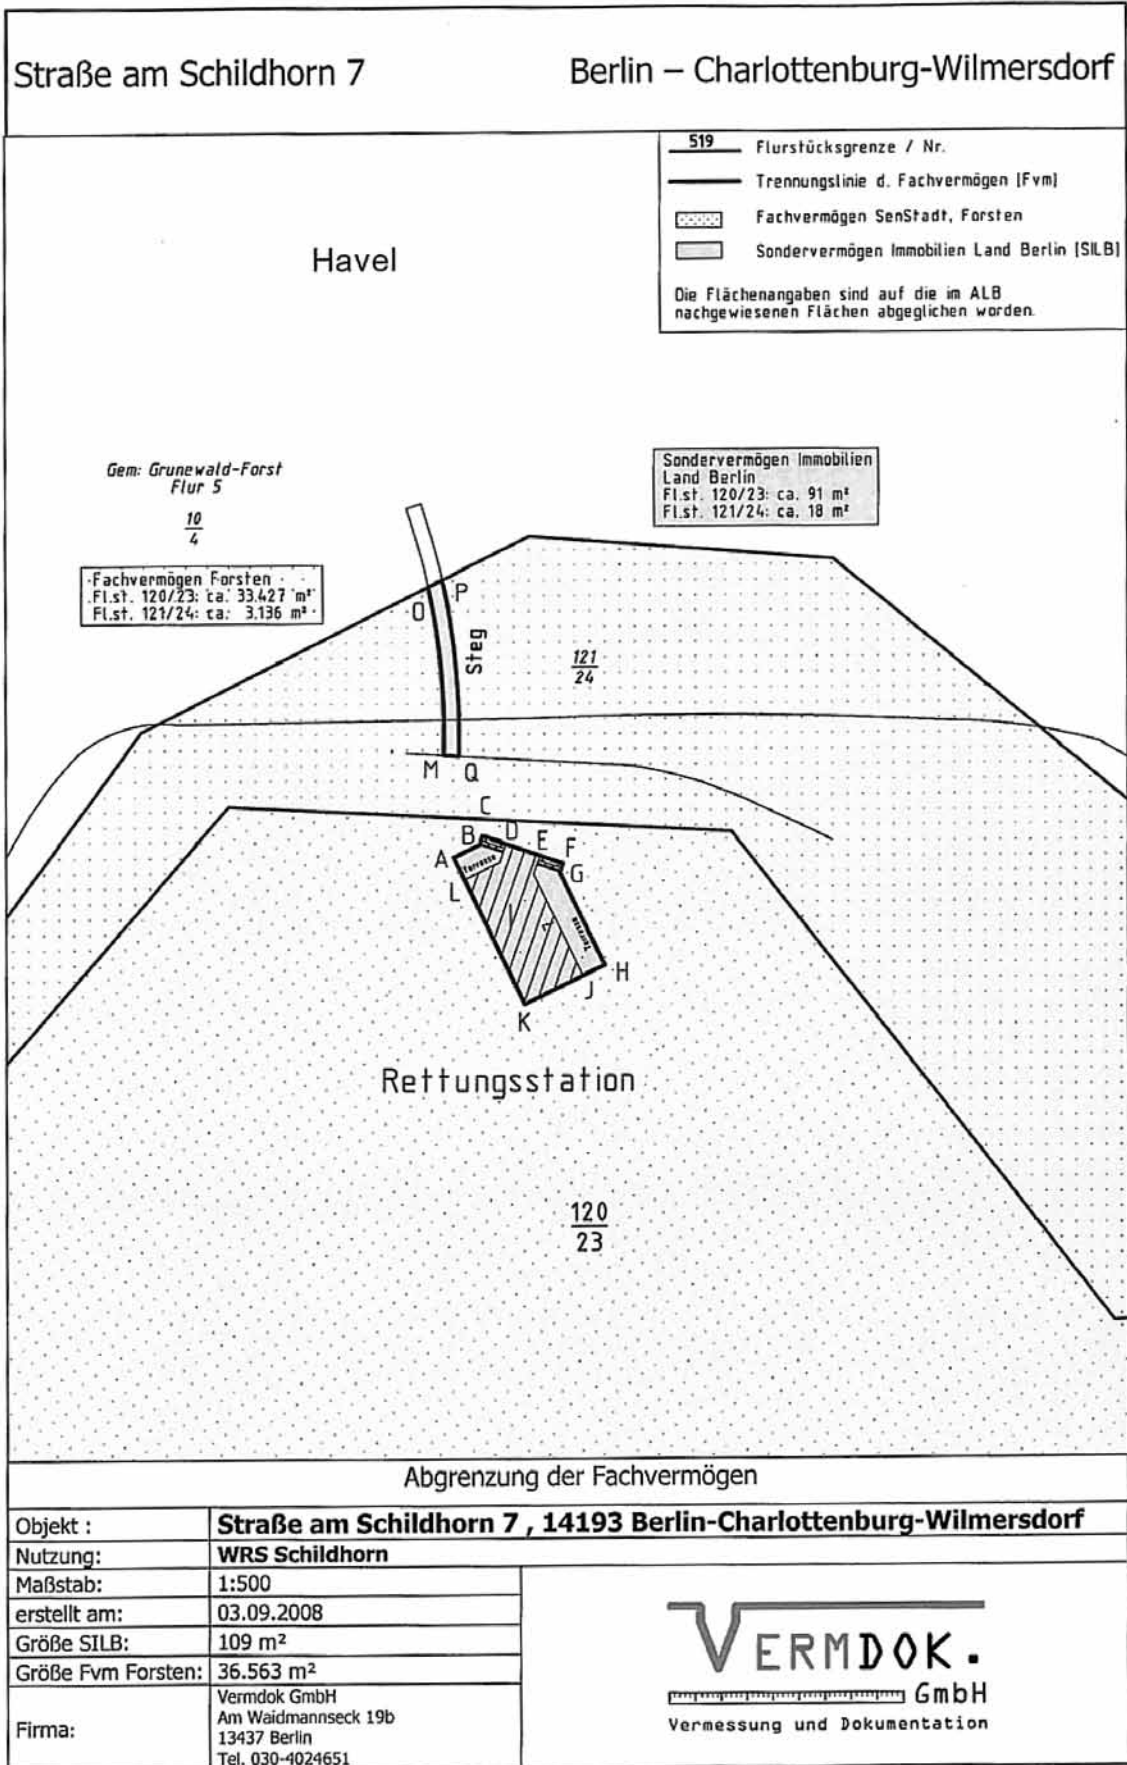 Straße am Schildhorn 7
Berlin – Charlottenburg-Wilmersdorf
519 Flurstücksgrenze / Nr.
Trennungslinie d. Fachvermögen (Fvm)
Fachvermögen SenStadt, Forsten
Sondervermögen Immobilien Land Berlin (SILB)
Die Flächenangaben sind auf die im ALB
nachgewiesenen Flächen abgeglichen worden.
Havel
Gem: Grunewald-Forst
Flur 5
10
4
Sondervermögen Immobilien
Land Berlin
Fl.st. 120/23: ca. 91 m²
Fl.st. 121/24: ca. 18 m²
Fachvermögen Forsten
Fl.st. 120/23: ca. 33.427 m²
Fl.st. 121/24: ca. 3.136 m²
P
O
Steg
121
24
M Q
C
B D E F
A G
Terrasse
L
I
Terrasse
H
J
K
Rettungsstation
120
23
Abgrenzung der Fachvermögen
Objekt : Straße am Schildhorn 7 , 14193 Berlin-Charlottenburg-Wilmersdorf
Nutzung: WRS Schildhorn
Maßstab: 1:500
erstellt am: 03.09.2008
Größe SILB: 109 m²
Größe Fvm Forsten: 36.563 m²
Firma:
Vermdok GmbH
Am Waidmannseck 19b
13437 Berlin
Tel. 030-4024651
VERMDOK.
GmbH
Vermessung und Dokumentation